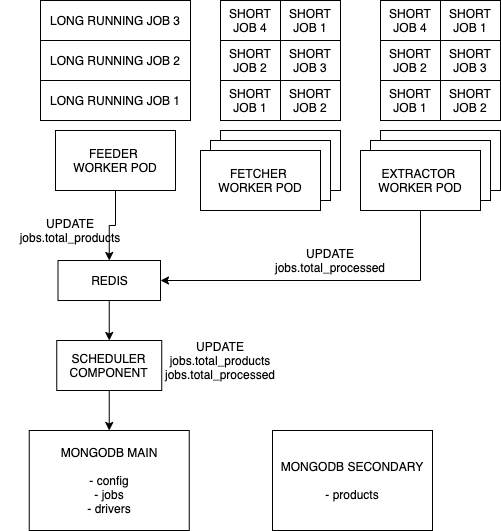 LONG RUNNING JOB 3
LONG RUNNING JOB 2
LONG RUNNING JOB 1
SHORT JOB 4
SHORT JOB 1
SHORT JOB 2
SHORT JOB 3
SHORT JOB 1
SHORT JOB 2
SHORT JOB 4
SHORT JOB 1
SHORT JOB 2
SHORT JOB 3
SHORT JOB 1
SHORT JOB 2
FEEDER
WORKER POD
FETCHER
WORKER POD
EXTRACTOR
WORKER POD
UPDATE
jobs.total_products
UPDATE
jobs.total_processed
REDIS
SCHEDULER
COMPONENT
UPDATE
jobs.total_products
jobs.total_processed
MONGODB MAIN
- config
- jobs
- drivers
MONGODB SECONDARY
- products